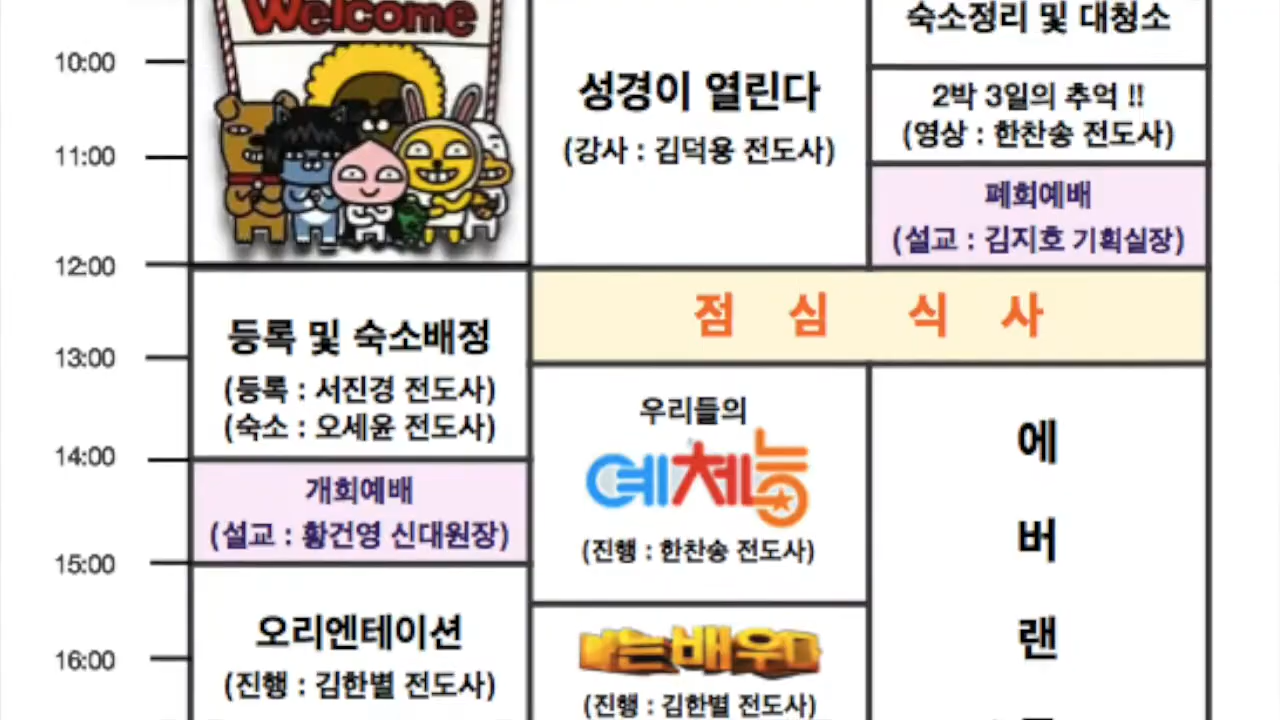 Welcome
10:00
11:00
12:00
13:00
14:00
15:00
16:00
등록 및 숙소배정
(등록 : 서진경 전도사)
(숙소 : 오세윤 전도사)
개회예배
(설교 : 황건영 신대원장)
오리엔테이션
(진행 : 김한별 전도사)
성경이 열린다
(강사 : 김덕용 전도사)
숙소정리 및 대청소
2박 3일의 추억 !!
(영상 : 한찬송 전도사)
폐회예배
(설교 : 김지호 기획실장)
점 심 식 사
우리들의
예체능
(진행 : 한찬송 전도사)
나는배우다
(진행 : 김한별 전도사)
에
버
랜